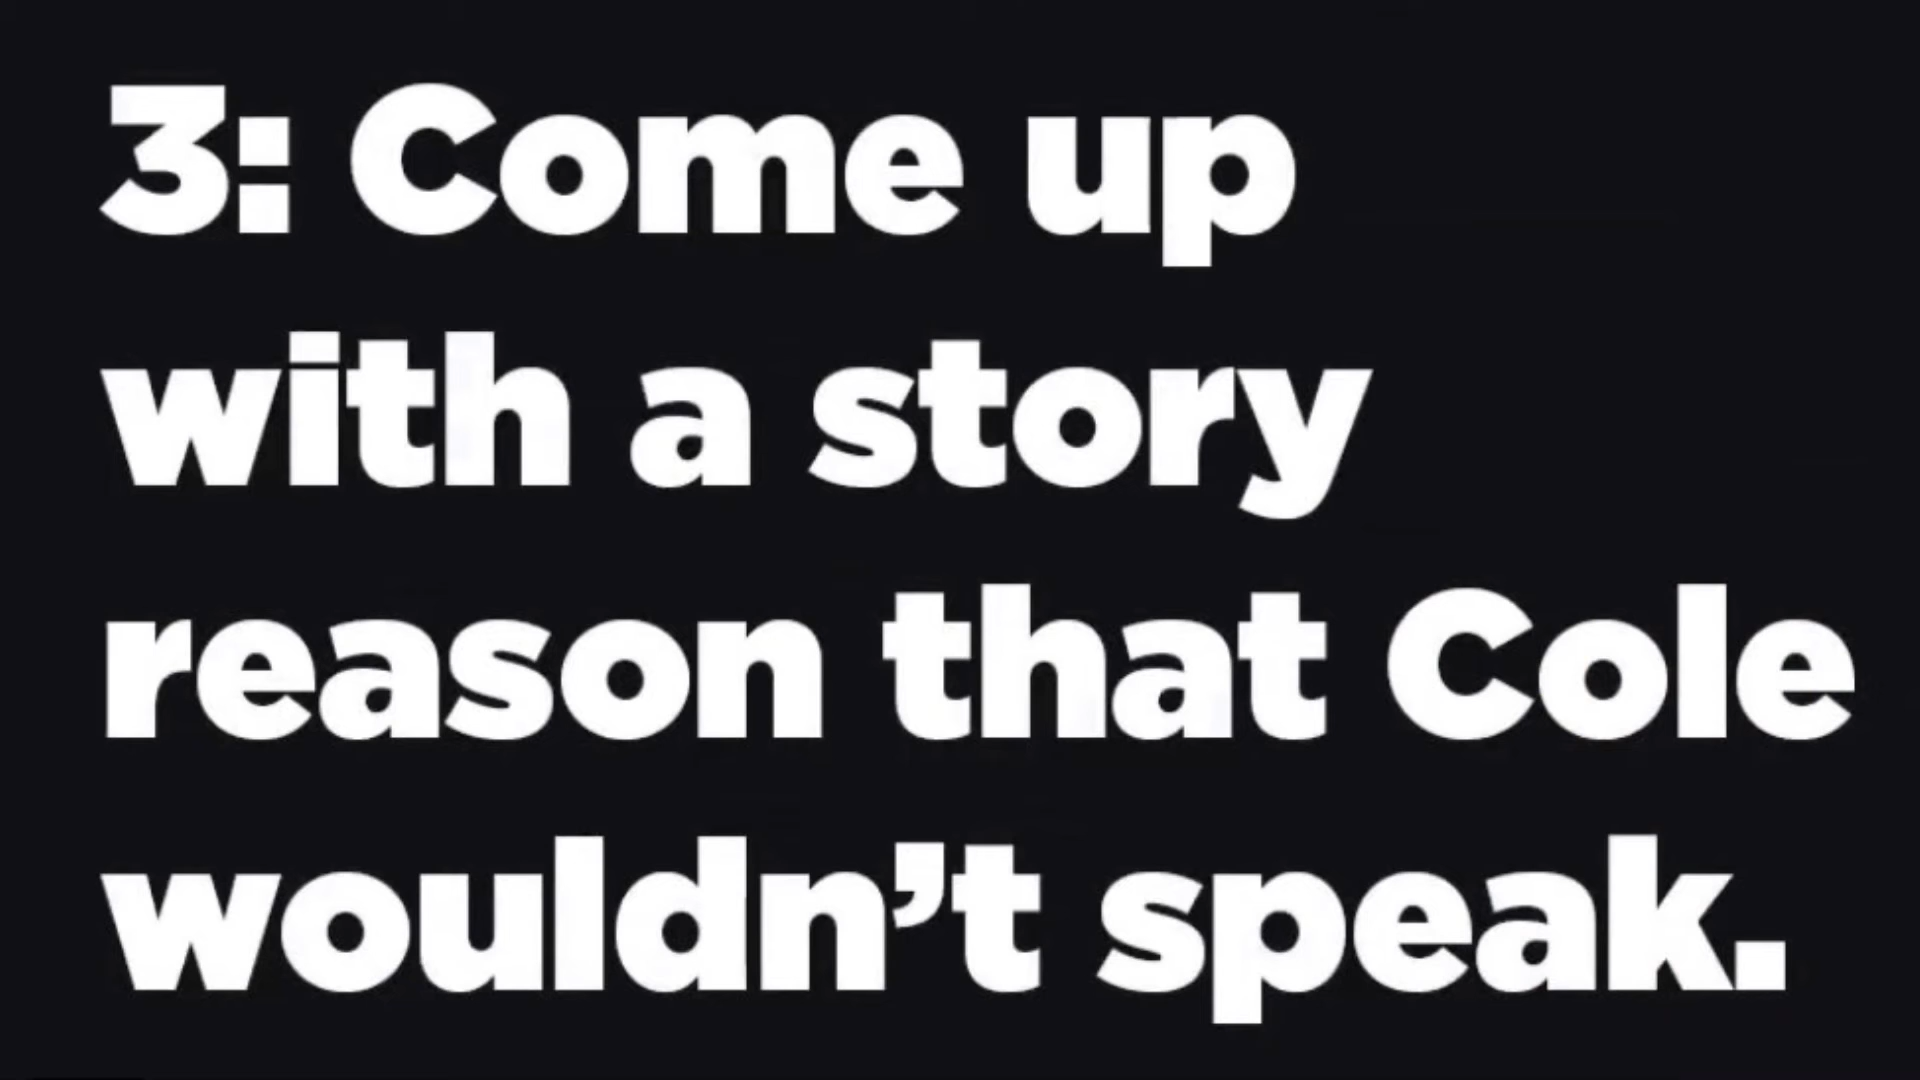 3: Come up
with a story
reason that Cole
wouldn’t speak.